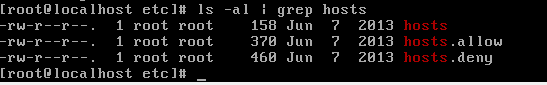 [root@localhost etc]# ls -al | grep hosts
-rw-r--r--. 1 root root 158 Jun 7 2013 hosts
-rw-r--r--. 1 root root 370 Jun 7 2013 hosts.allow
-rw-r--r--. 1 root root 460 Jun 7 2013 hosts.deny
[root@localhost etc]# _